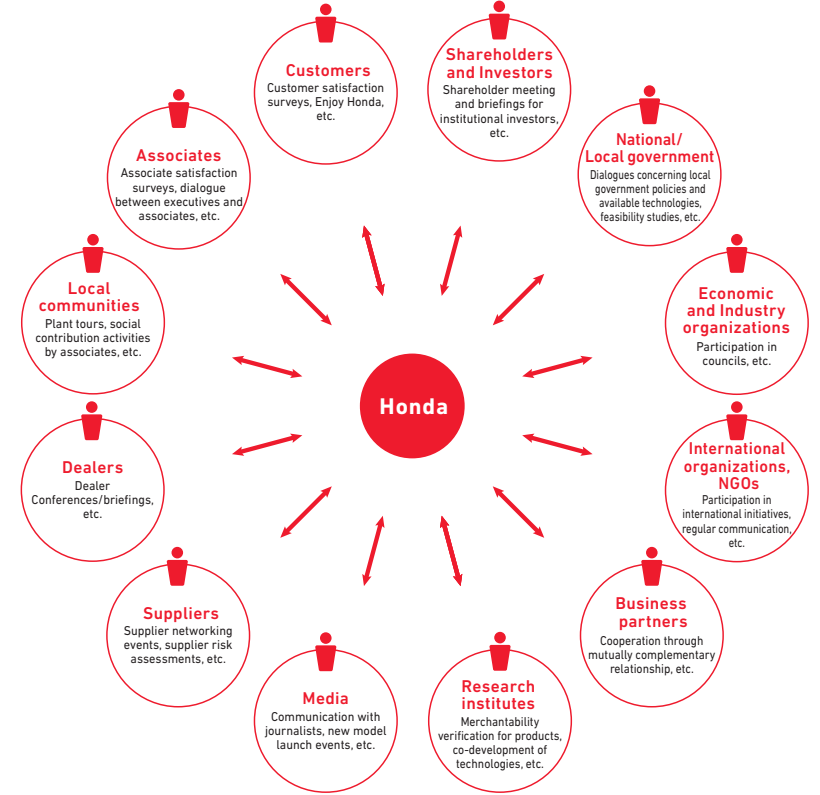 Customers
Customer satisfaction
surveys, Enjoy Honda,
etc.
Shareholders
and Investors
Shareholder meeting
and briefings for
institutional investors,
etc.
National/
Local government
Dialogues concerning local
government policies and
available technologies,
feasibility studies, etc.
Economic
and Industry
organizations
Participation in
councils, etc.
International
organizations,
NGOs
Participation in
international initiatives,
regular communication,
etc.
Business
partners
Cooperation through
mutually complementary
relationship, etc.
Research
institutes
Merchantability
verification for products,
co-development of
technologies, etc.
Media
Communication with
journalists, new model
launch events, etc.
Suppliers
Supplier networking
events, supplier risk
assessments, etc.
Dealers
Dealer
Conferences/briefings,
etc.
Local
communities
Plant tours, social
contribution activities
by associates, etc.
Associates
Associate satisfaction
surveys, dialogue
between executives and
associates, etc.
Honda